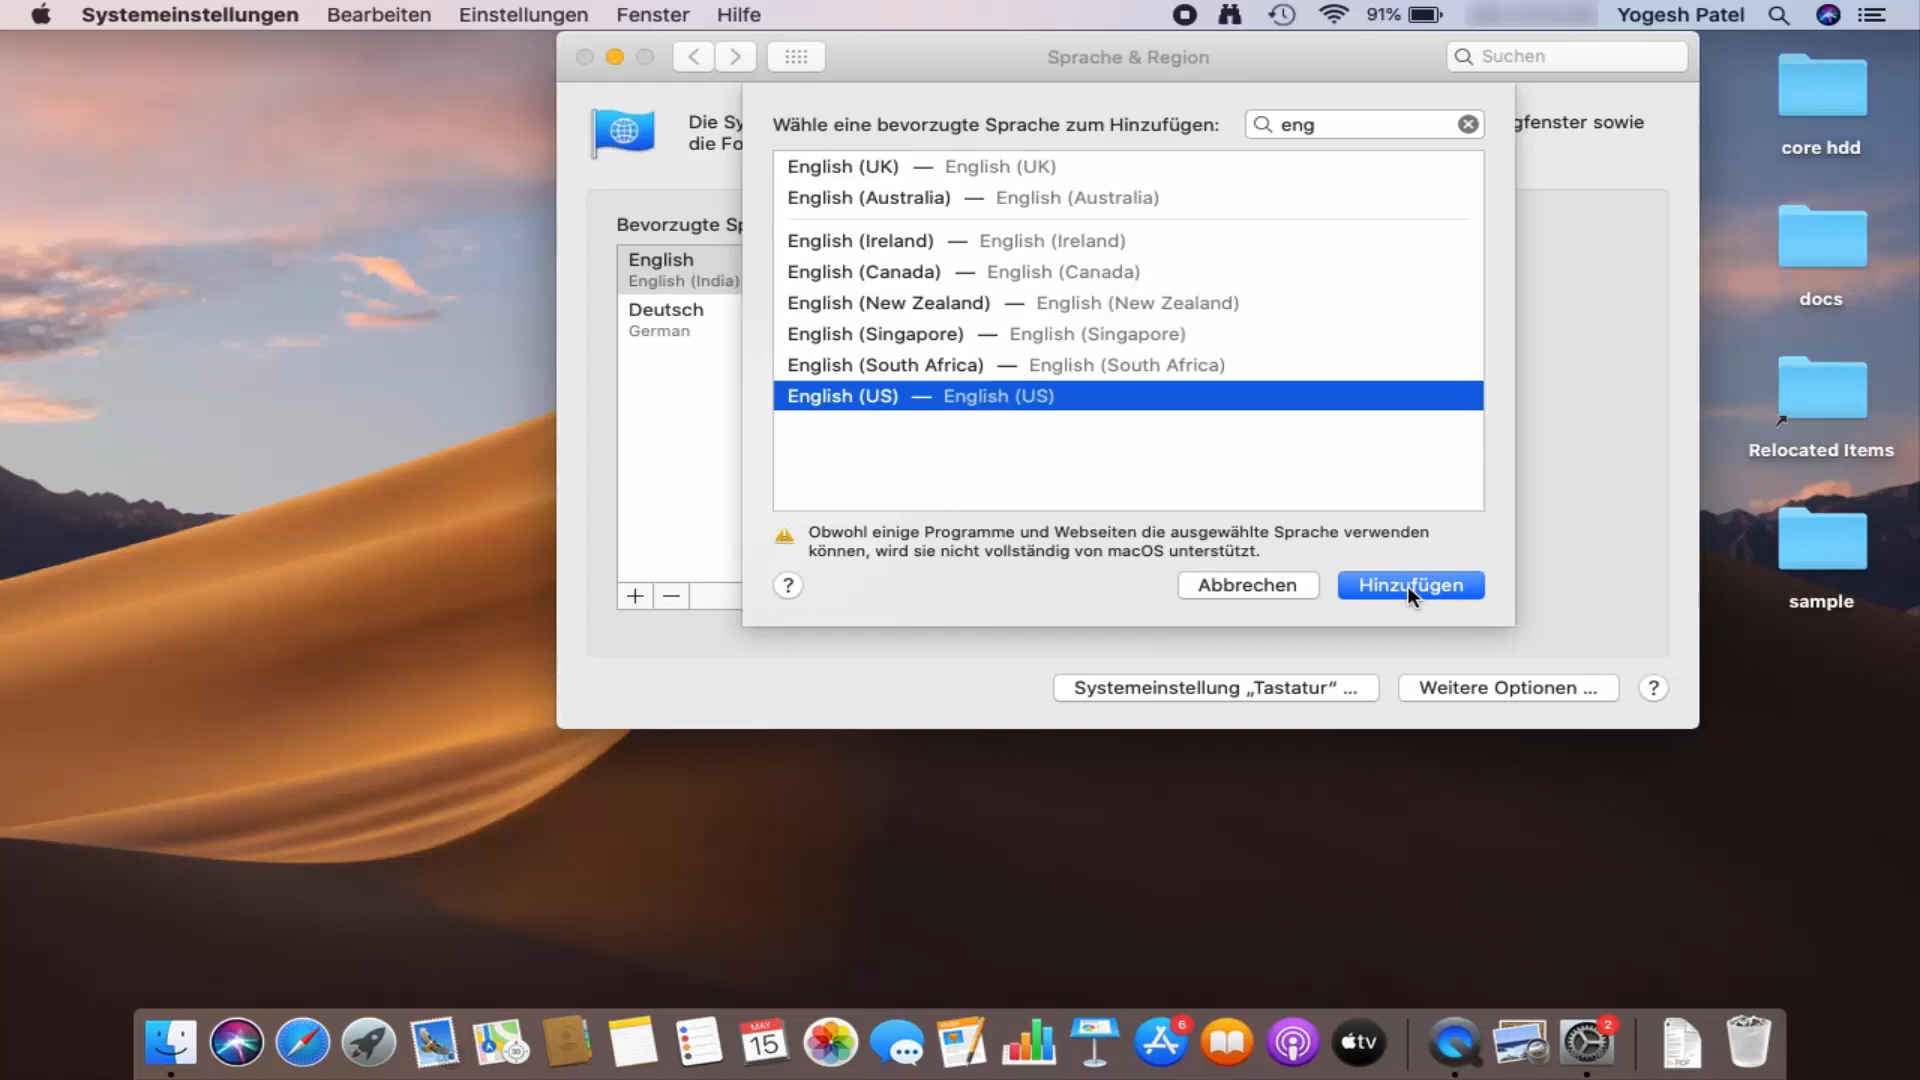 Systemeinstellungen Bearbeiten Einstellungen Fenster Hilfe 91% Yogesh Patel
Sprache & Region
Suchen
Die Sy
gfenster sowie
die Fo
Wähle eine bevorzugte Sprache zum Hinzufügen:
eng
English (UK) — English (UK)
English (Australia) — English (Australia)
English (Ireland) — English (Ireland)
English (Canada) — English (Canada)
English (New Zealand) — English (New Zealand)
English (Singapore) — English (Singapore)
English (South Africa) — English (South Africa)
English (US) — English (US)
Bevorzugte Sp
English
English (India)
Deutsch
German
+ −
Obwohl einige Programme und Webseiten die ausgewählte Sprache verwenden
können, wird sie nicht vollständig von macOS unterstützt.
?
Abbrechen
Hinzufügen
Systemeinstellung „Tastatur“ ...
Weitere Optionen ...
?
core hdd
docs
Relocated Items
sample
MAY
15
6
tv
2
PDF